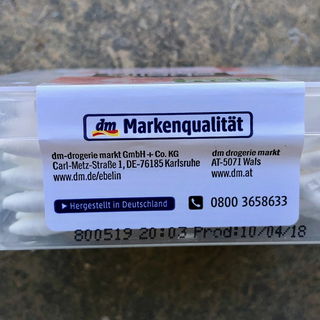 dm Markenqualität
dm-drogerie markt GmbH + Co. KG
Carl-Metz-Straße 1, DE-76185 Karlsruhe
www.dm.de/ebelin
dm drogerie markt
AT-5071 Wals
www.dm.at
Hergestellt in Deutschland
0800 3658633
800519 20:03 Prod:10/04/18